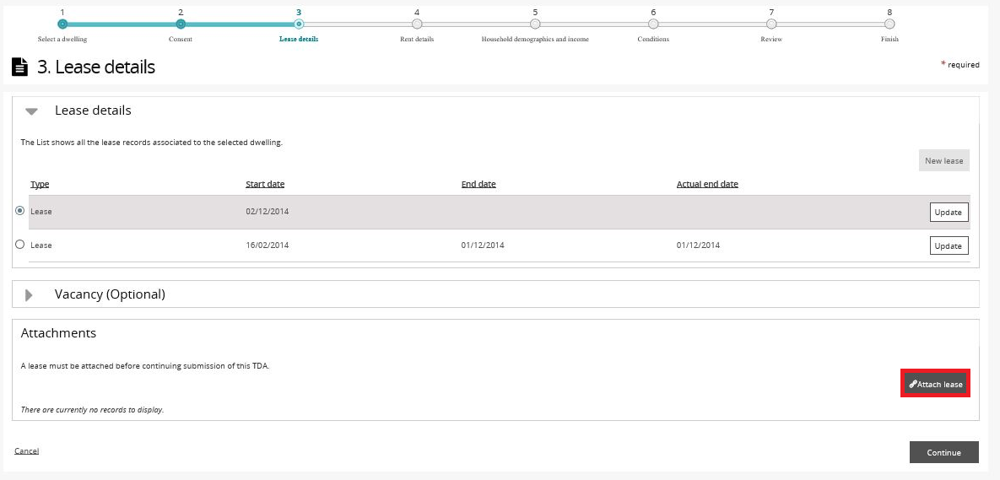 1 2 3 4 5 6 7 8
Select a dwelling Consent Lease details Rent details Household demographics and income Conditions Review Finish
3. Lease details
* required
Lease details
The List shows all the lease records associated to the selected dwelling.
New lease
Type Start date End date Actual end date
Lease 02/12/2014 Update
Lease 16/02/2014 01/12/2014 01/12/2014 Update
Vacancy (Optional)
Attachments
A lease must be attached before continuing submission of this TDA.
Attach lease
There are currently no records to display.
Cancel Continue